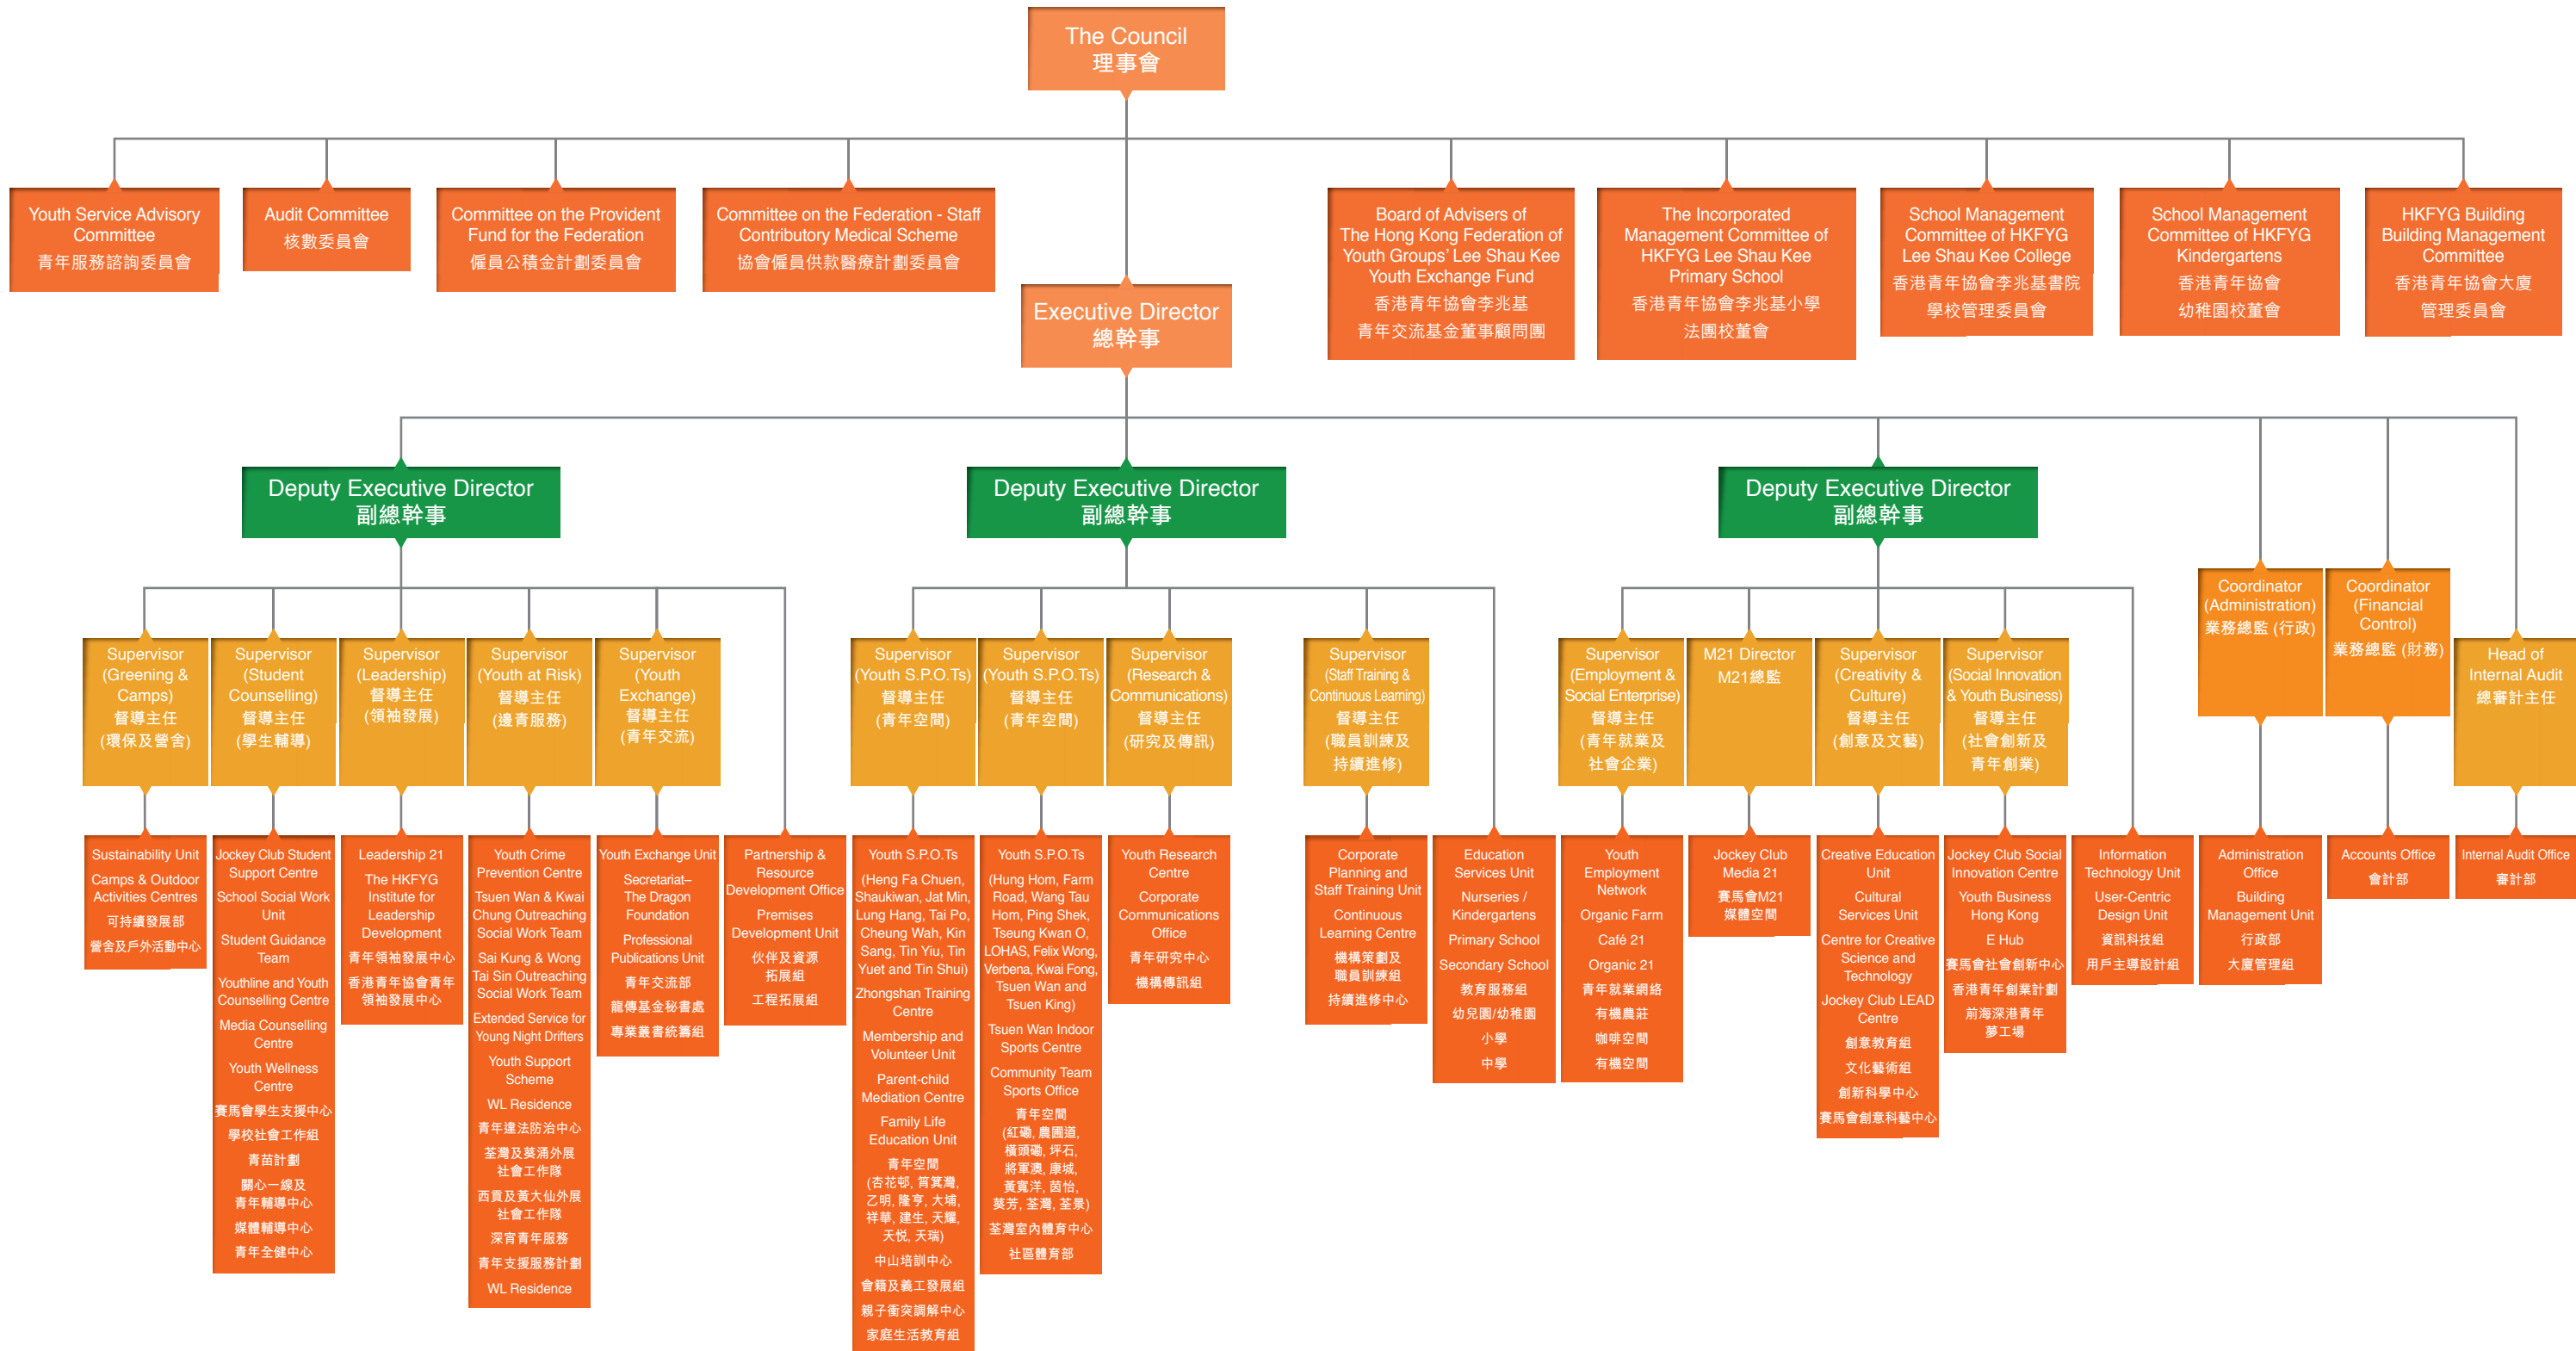 The Council
理事會
Youth Service Advisory
Committee
青年服務諮詢委員會
Audit Committee
核數委員會
Committee on the Provident
Fund for the Federation
僱員公積金計劃委員會
Committee on the Federation - Staff
Contributory Medical Scheme
協會僱員供款醫療計劃委員會
Board of Advisers of
The Hong Kong Federation of
Youth Groups' Lee Shau Kee
Youth Exchange Fund
香港青年協會李兆基
青年交流基金董事顧問團
The Incorporated
Management Committee of
HKFYG Lee Shau Kee
Primary School
香港青年協會李兆基小學
法團校董會
School Management
Committee of HKFYG
Lee Shau Kee College
香港青年協會李兆基書院
學校管理委員會
School Management
Committee of HKFYG
Kindergartens
香港青年協會
幼稚園校董會
HKFYG Building
Building Management
Committee
香港青年協會大廈
管理委員會
Executive Director
總幹事
Deputy Executive Director
副總幹事
Deputy Executive Director
副總幹事
Deputy Executive Director
副總幹事
Coordinator
(Administration)
業務總監 (行政)
Coordinator
(Financial
Control)
業務總監 (財務)
Head of
Internal Audit
總審計主任
Supervisor
(Greening &
Camps)
督導主任
(環保及營舍)
Supervisor
(Student
Counselling)
督導主任
(學生輔導)
Supervisor
(Leadership)
督導主任
(領袖發展)
Supervisor
(Youth at Risk)
督導主任
(邊青服務)
Supervisor
(Youth
Exchange)
督導主任
(青年交流)
Supervisor
(Youth S.P.O.Ts)
督導主任
(青年空間)
Supervisor
(Youth S.P.O.Ts)
督導主任
(青年空間)
Supervisor
(Research &
Communications)
督導主任
(研究及傳訊)
Supervisor
(Staff Training &
Continuous Learning)
督導主任
(職員訓練及
持續進修)
Supervisor
(Employment &
Social Enterprise)
督導主任
(青年就業及
社會企業)
M21 Director
M21總監
Supervisor
(Creativity &
Culture)
督導主任
(創意及文藝)
Supervisor
(Social Innovation
& Youth Business)
督導主任
(社會創新及
青年創業)
Sustainability Unit
Camps & Outdoor
Activities Centres
可持續發展部
營舍及戶外活動中心
Jockey Club Student
Support Centre
School Social Work
Unit
Student Guidance
Team
Youthline and Youth
Counselling Centre
Media Counselling
Centre
Youth Wellness
Centre
賽馬會學生支援中心
學校社會工作組
青苗計劃
關心一線及
青年輔導中心
媒體輔導中心
青年全健中心
Leadership 21
The HKFYG
Institute for
Leadership
Development
青年領袖發展中心
香港青年協會青年
領袖發展中心
Youth Crime
Prevention Centre
Tsuen Wan & Kwai
Chung Outreaching
Social Work Team
Sai Kung & Wong
Tai Sin Outreaching
Social Work Team
Extended Service for
Young Night Drifters
Youth Support
Scheme
WL Residence
青年違法防治中心
荃灣及葵涌外展
社會工作隊
西貢及黃大仙外展
社會工作隊
深宵青年服務
青年支援服務計劃
WL Residence
Youth Exchange Unit
Secretariat–
The Dragon
Foundation
Professional
Publications Unit
青年交流部
龍傳基金秘書處
專業叢書統籌組
Partnership &
Resource
Development Office
Premises
Development Unit
伙伴及資源
拓展組
工程拓展組
Youth S.P.O.Ts
(Heng Fa Chuen,
Shaukiwan, Jat Min,
Lung Hang, Tai Po,
Cheung Wah, Kin
Sang, Tin Yiu, Tin
Yuet and Tin Shui)
Zhongshan Training
Centre
Membership and
Volunteer Unit
Parent-child
Mediation Centre
Family Life
Education Unit
青年空間
(杏花邨, 筲箕灣,
乙明, 隆亨, 大埔,
祥華, 建生, 天耀,
天悅, 天瑞)
中山培訓中心
會籍及義工發展組
親子衝突調解中心
家庭生活教育組
Youth S.P.O.Ts
(Hung Hom, Farm
Road, Wang Tau
Hom, Ping Shek,
Tseung Kwan O,
LOHAS, Felix Wong,
Verbena, Kwai Fong,
Tsuen Wan and
Tsuen King)
Tsuen Wan Indoor
Sports Centre
Community Team
Sports Office
青年空間
(紅磡, 農圃道,
橫頭磡, 坪石,
將軍澳, 康城,
黃寬洋, 茵怡,
葵芳, 荃灣, 荃景)
荃灣室內體育中心
社區體育部
Youth Research
Centre
Corporate
Communications
Office
青年研究中心
機構傳訊組
Corporate
Planning and
Staff Training Unit
Continuous
Learning Centre
機構策劃及
職員訓練組
持續進修中心
Education
Services Unit
Nurseries /
Kindergartens
Primary School
Secondary School
教育服務組
幼兒園/幼稚園
小學
中學
Youth
Employment
Network
Organic Farm
Café 21
Organic 21
青年就業網絡
有機農莊
咖啡空間
有機空間
Jockey Club
Media 21
賽馬會M21
媒體空間
Creative Education
Unit
Cultural
Services Unit
Centre for Creative
Science and
Technology
Jockey Club LEAD
Centre
創意教育組
文化藝術組
創新科學中心
賽馬會創意科藝中心
Jockey Club Social
Innovation Centre
Youth Business
Hong Kong
E Hub
賽馬會社會創新中心
香港青年創業計劃
前海深港青年
夢工場
Information
Technology Unit
User-Centric
Design Unit
資訊科技組
用戶主導設計組
Administration
Office
Building
Management Unit
行政部
大廈管理組
Accounts Office
會計部
Internal Audit Office
審計部